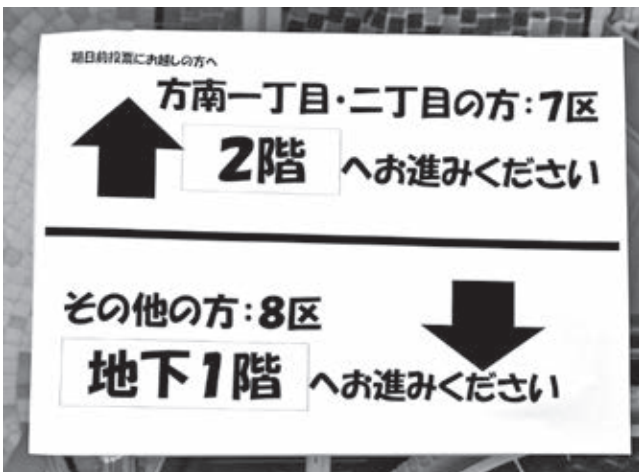 期日前投票にお越しの方へ
方南一丁目・二丁目の方:7区
2階 へお進みください
その他の方:8区
地下1階 へお進みください